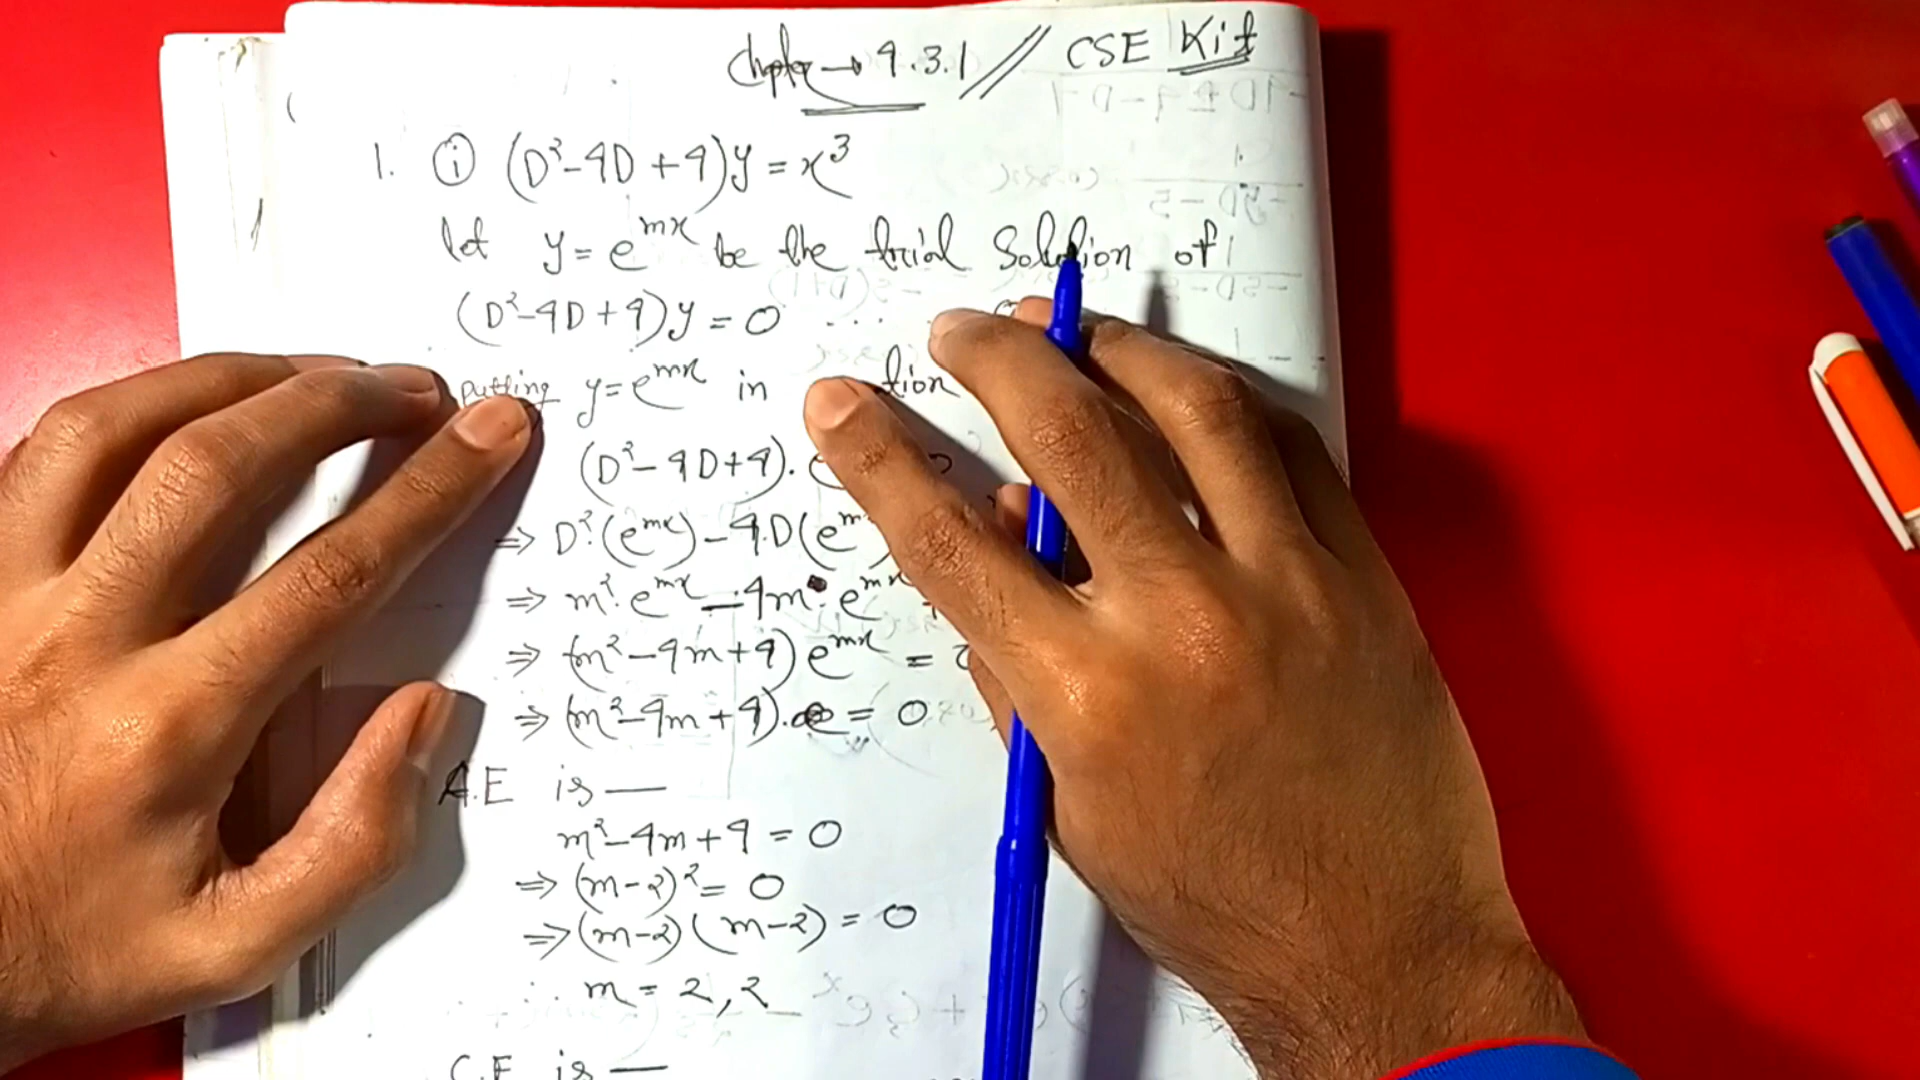 Chapter → 4.3.1 // CSE Kit
1. (i) (D²-4D+4)y = x³
let y = e^mx be the trial Solution of
(D²-4D+4)y = 0 ...
putting y = e^mx in
(D²-4D+4).
⇒ D²(e^mx) - 4.D(e^m
⇒ m².e^mx - 4m.e^mx +
⇒ (m²-4m+4)e^mx =
⇒ (m²-4m+4). = 0
A.E is —
m²-4m+4 = 0
⇒ (m-2)² = 0
⇒ (m-2)(m-2) = 0
m = 2, 2
C.F is —